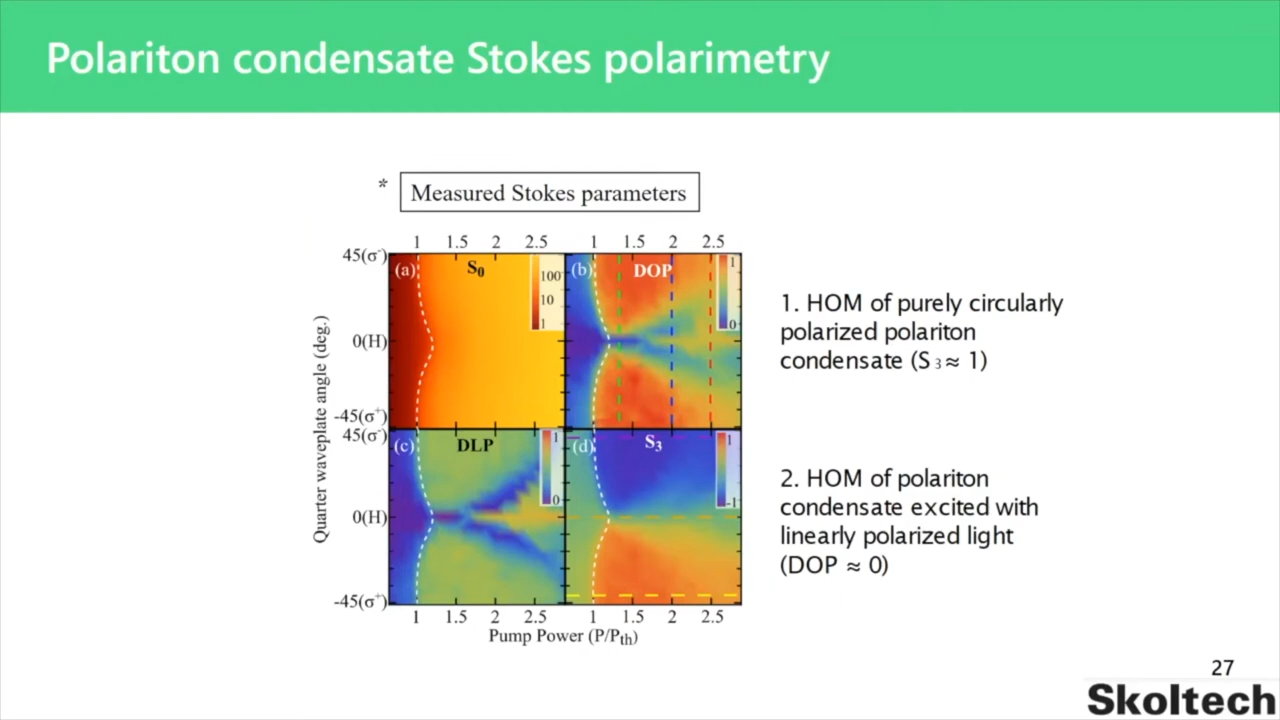 Polariton condensate Stokes polarimetry
* Measured Stokes parameters
1 1.5 2 2.5 1 1.5 2 2.5
45(σ⁻)
(a) S₀ 100 10 1
(b) DOP 1 0
0(H)
-45(σ⁺)
45(σ⁻)
(c) DLP 1 0
(d) S₃ 1 -1
0(H)
-45(σ⁺)
Quarter waveplate angle (deg.)
1 1.5 2 2.5 1 1.5 2 2.5
Pump Power (P/Pth)
1. HOM of purely circularly
polarized polariton
condensate (S ₃ ≈ 1)
2. HOM of polariton
condensate excited with
linearly polarized light
(DOP ≈ 0)
27
Skoltech